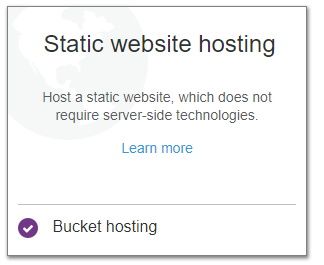 Static website hosting
Host a static website, which does not
require server-side technologies.
Learn more
Bucket hosting